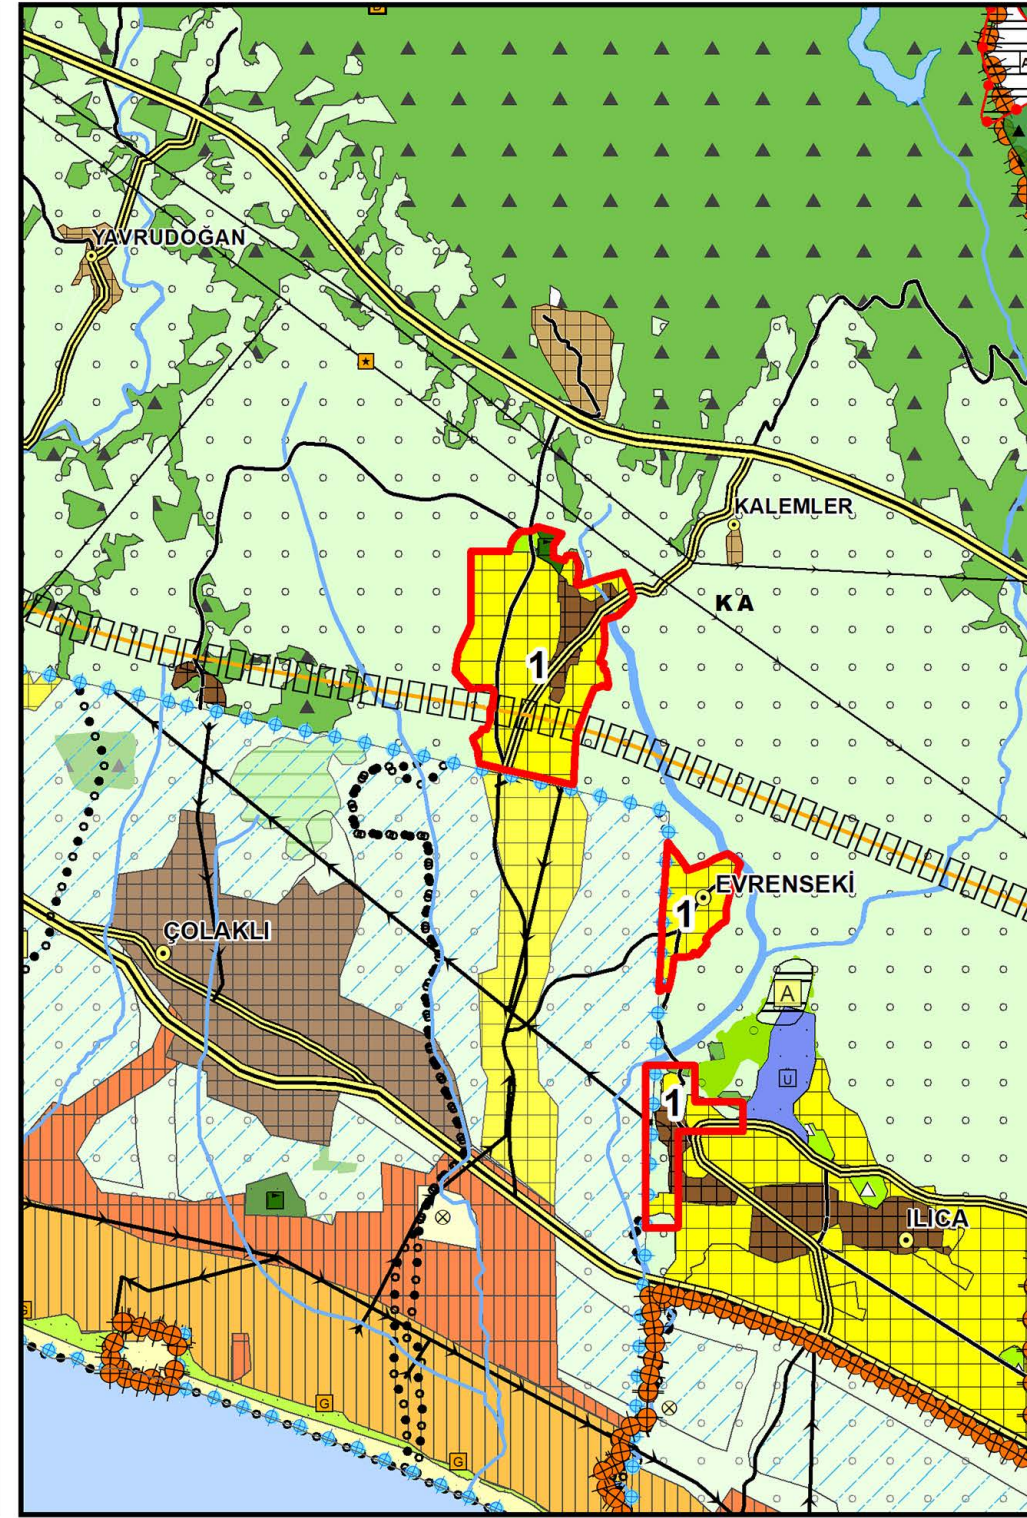 YAVRUDOĞAN
KALEMLER
KA
1
EVRENSEKİ
1
ÇOLAKLI
A
U
1
ILICA
G
G